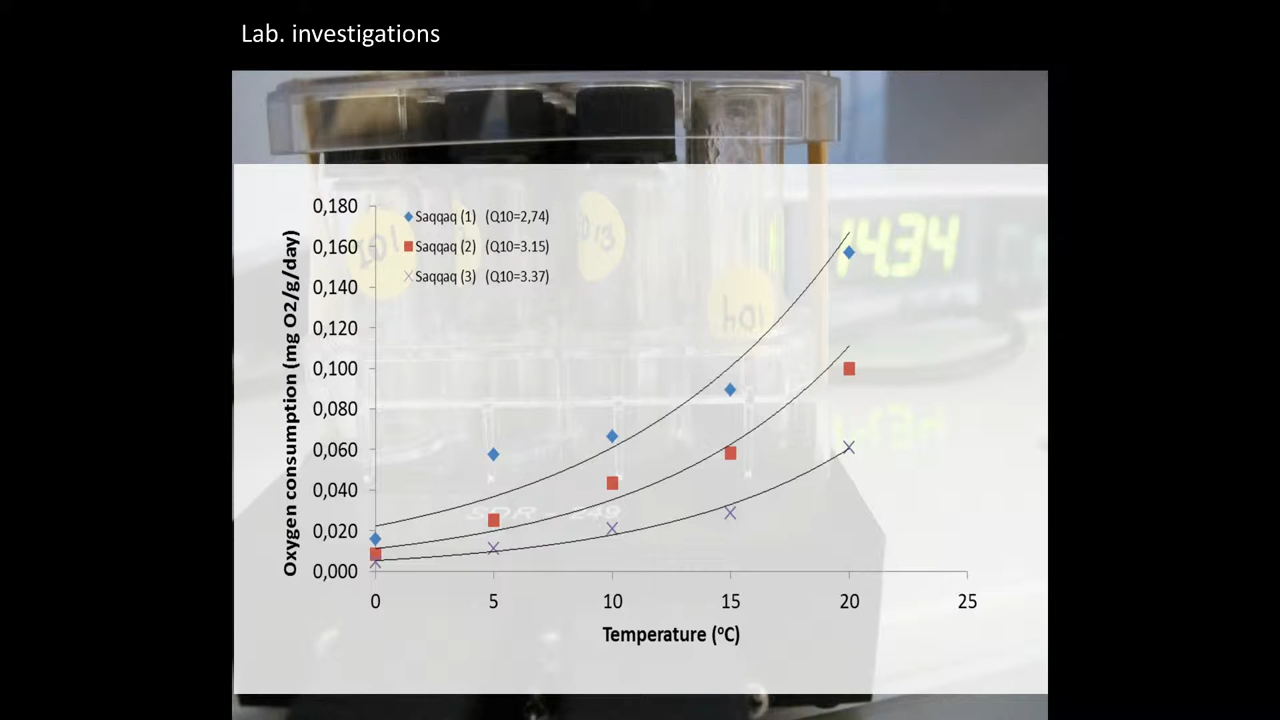 Lab. investigations
Oxygen consumption (mg O2/g/day)
0,180
0,160
0,140
0,120
0,100
0,080
0,060
0,040
0,020
0,000
Saqqaq (1) (Q10=2,74)
Saqqaq (2) (Q10=3.15)
Saqqaq (3) (Q10=3.37)
14.34
104
SDR - 249
0 5 10 15 20 25
Temperature (ºC)